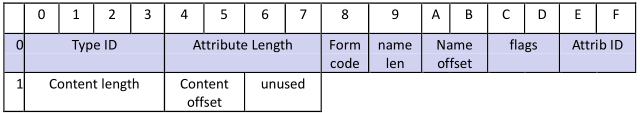 0 1 2 3 4 5 6 7 8 9 A B C D E F
0 Type ID Attribute Length Form code name len Name offset flags Attrib ID
1 Content length Content offset unused